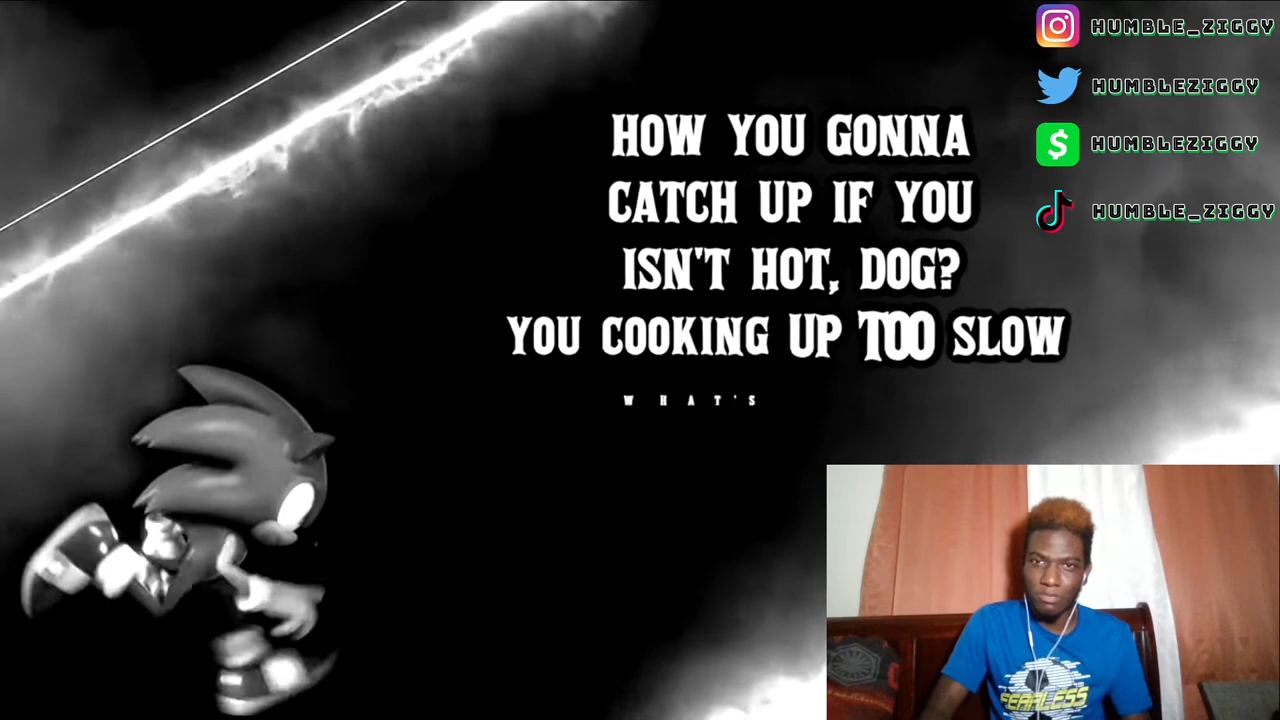 HOW YOU GONNA
CATCH UP IF YOU
ISN'T HOT, DOG?
YOU COOKING UP TOO SLOW
WHAT'S
HUMBLE_ZIGGY
HUMBLEZIGGY
$ HUMBLEZIGGY
HUMBLE_ZIGGY
FEARLESS